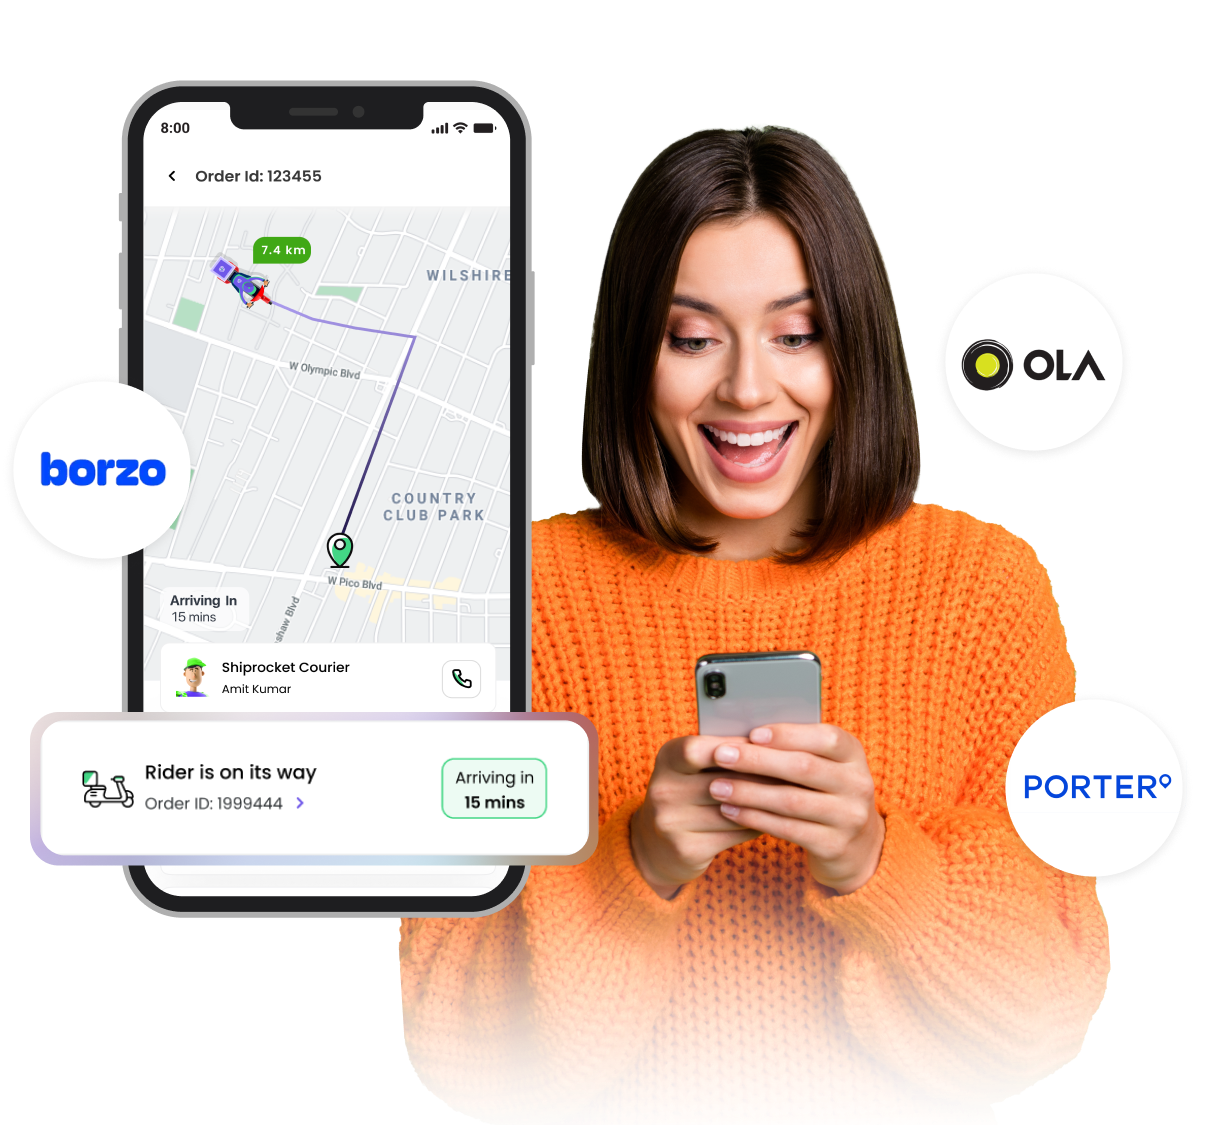 8:00
Order Id: 123455
7.4 km
WILSHIRE
W Olympic Blvd
COUNTRY
CLUB PARK
W Pico Blvd
Arriving In
15 mins
Shiprocket Courier
Amit Kumar
Rider is on its way
Order ID: 1999444
Arriving in
15 mins
borzo
OLA
PORTER